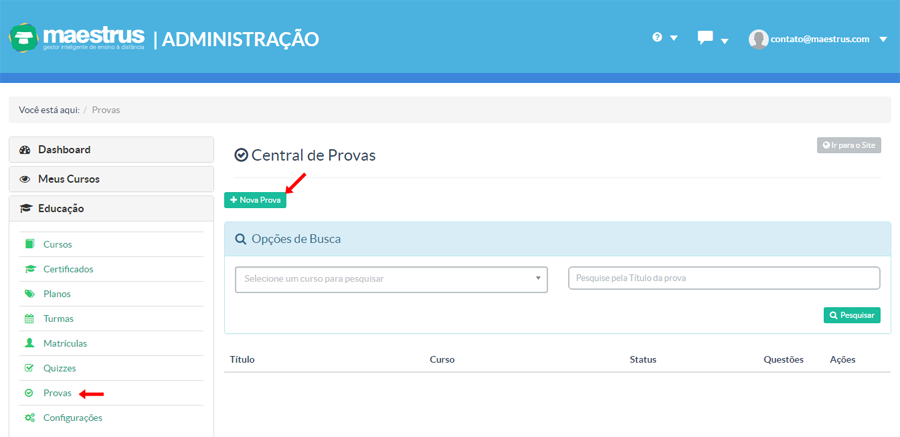 maestrus | ADMINISTRAÇÃO
gestor inteligente de ensino à distância
contato@maestrus.com
Você está aqui: / Provas
Dashboard
Meus Cursos
Educação
Cursos
Certificados
Planos
Turmas
Matrículas
Quizzes
Provas
Configurações
Central de Provas
Ir para o Site
+ Nova Prova
Opções de Busca
Selecione um curso para pesquisar
Pesquise pela Título da prova
Pesquisar
Título Curso Status Questões Ações